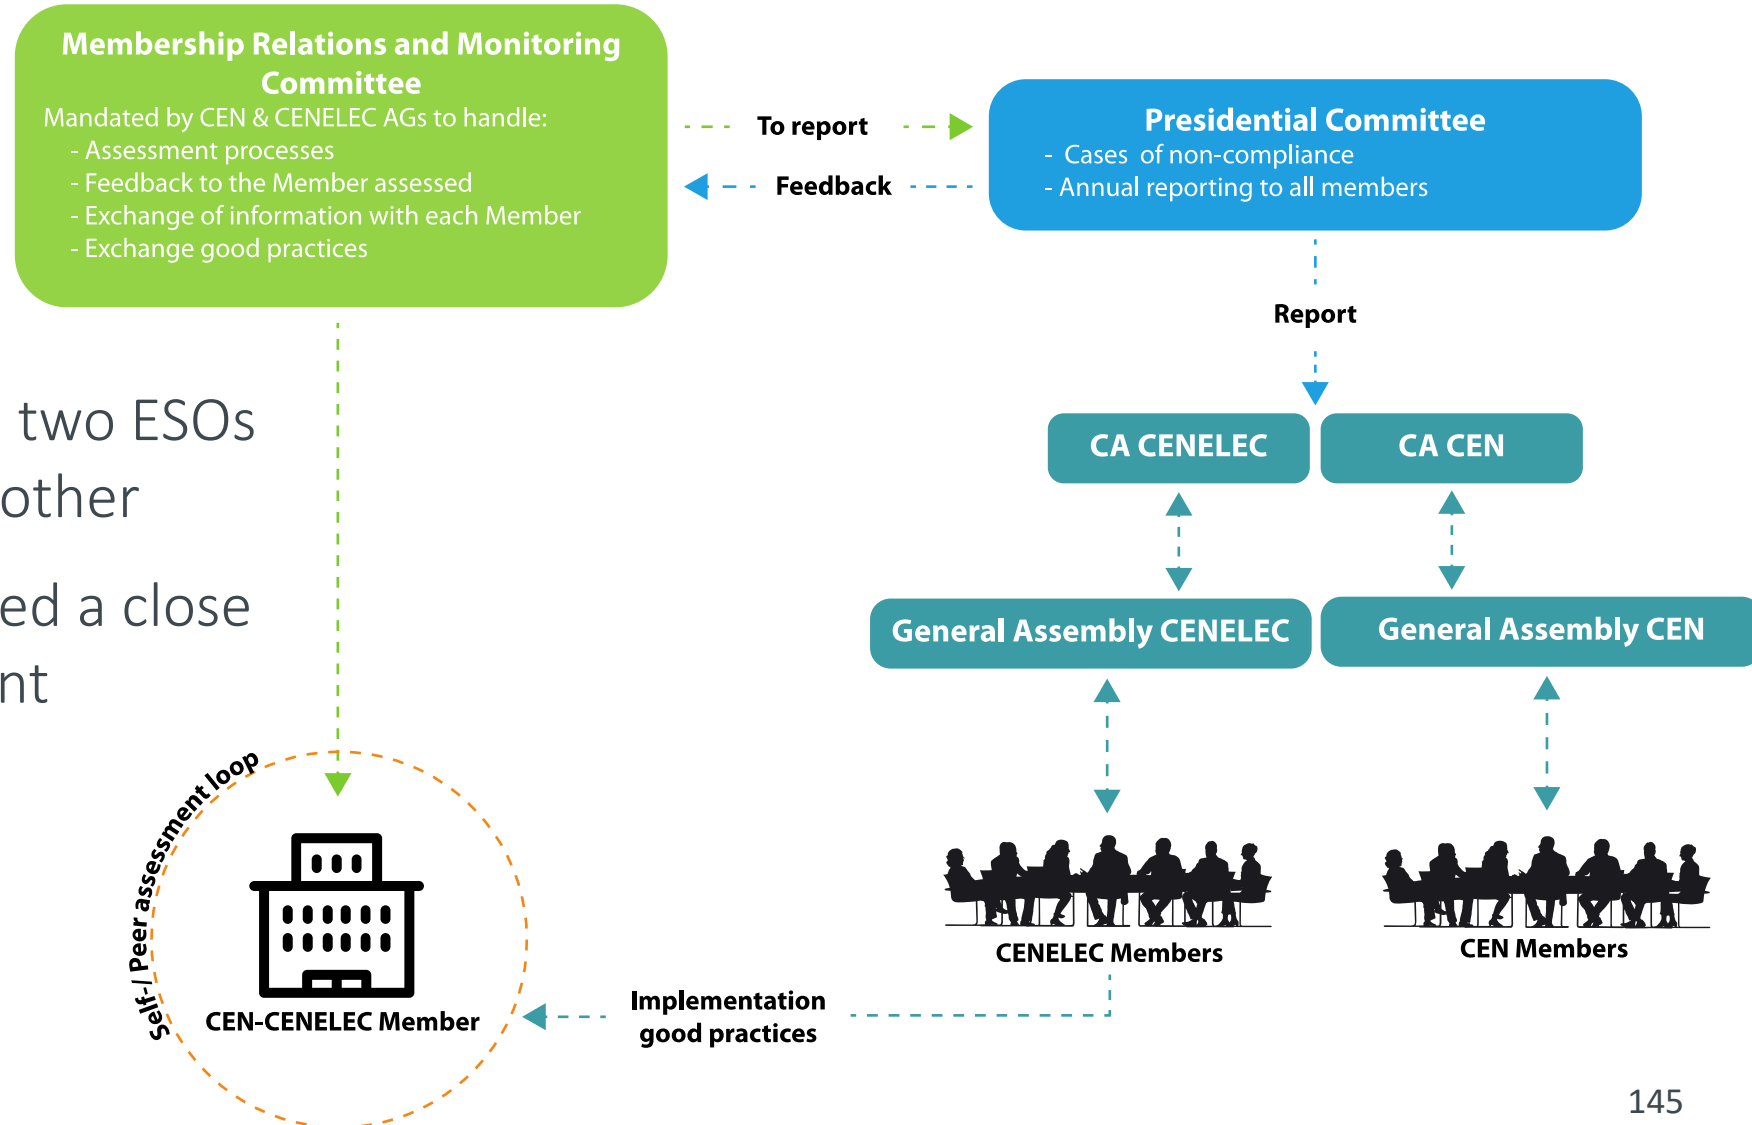 Membership Relations and Monitoring
Committee
Mandated by CEN & CENELEC AGs to handle:
- Assessment processes
- Feedback to the Member assessed
- Exchange of information with each Member
- Exchange good practices
To report
Feedback
Presidential Committee
- Cases of non-compliance
- Annual reporting to all members
Report
two ESOs
other
ed a close
nt
CA CENELEC
CA CEN
General Assembly CENELEC
General Assembly CEN
Self-/ Peer assessment loop
CEN-CENELEC Member
CENELEC Members
CEN Members
Implementation
good practices
145